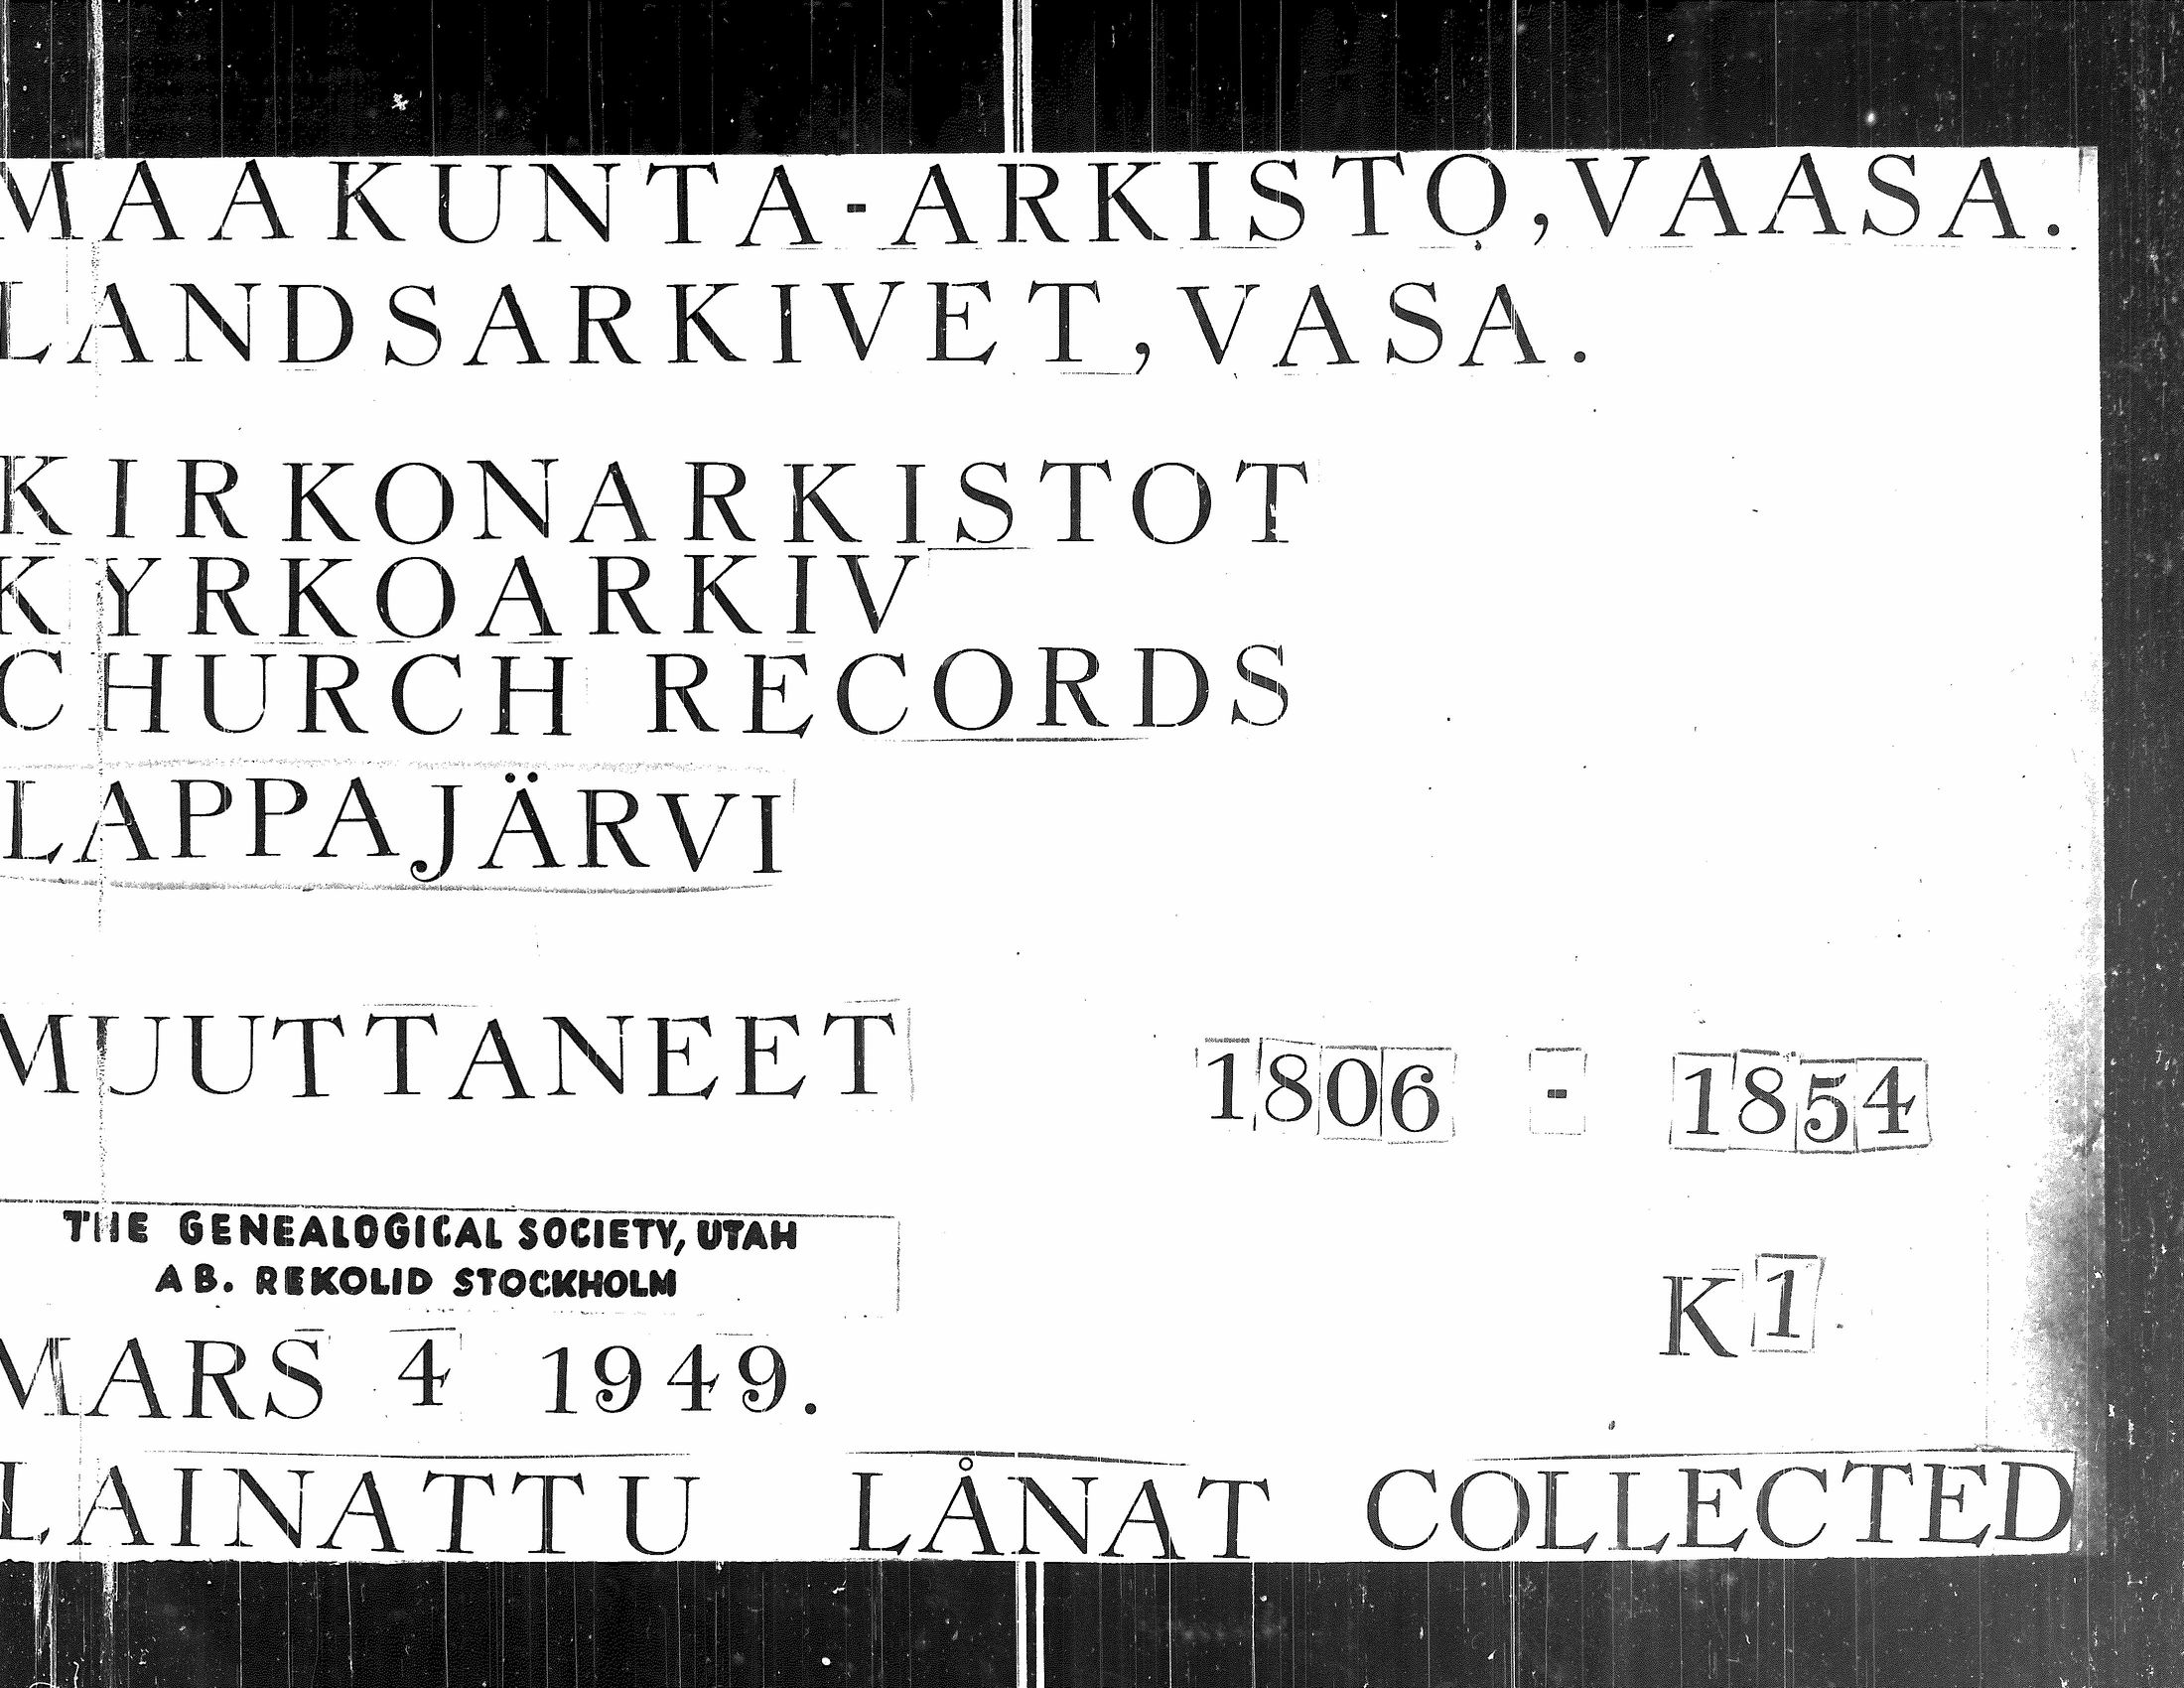 MAAKUNTA-ARKISTO, VAASA.
LANDSARKIVET, VASA.
KIRKONARKISTOT
KYRKOARKIV
CHURCH RECORDS
LAPPAJÄRVI
MUUTTANEET 1806 - 1854
THE GENEALOGICAL SOCIETY, UTAH
AB. REKOLID STOCKHOLM
K1
MARS 4 1949.
LAINATTU LÅNAT COLLECTED